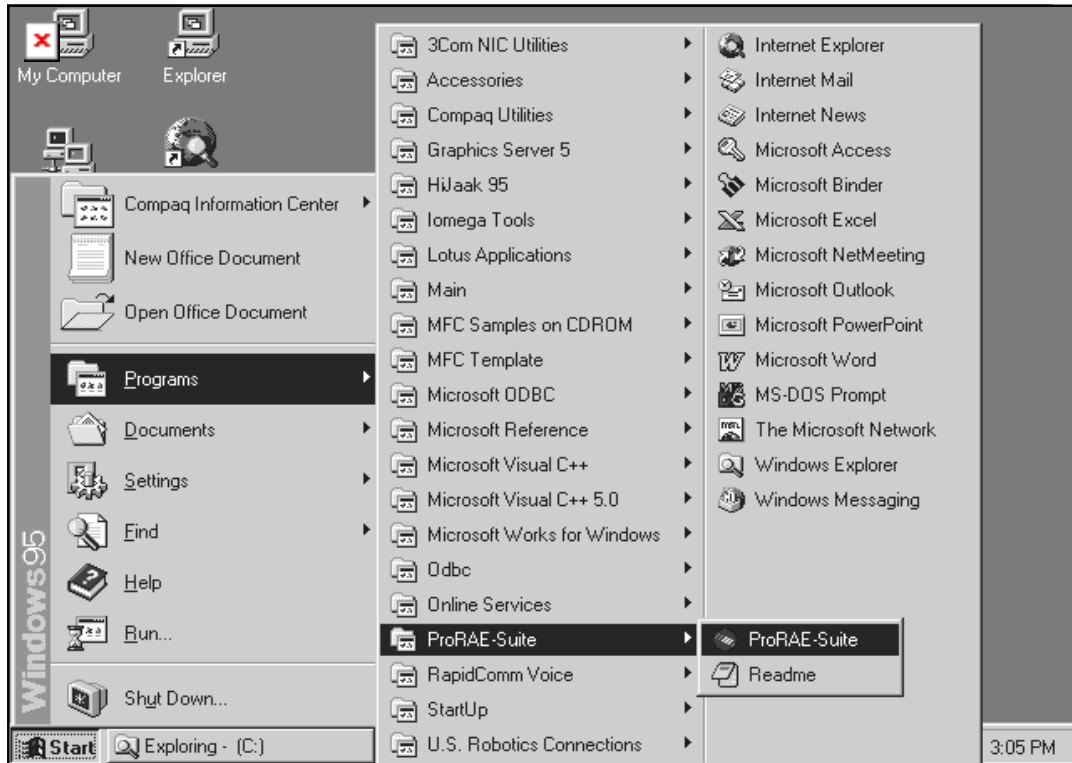 My Computer
Explorer
Compaq Information Center
New Office Document
Open Office Document
Programs
Documents
Settings
Find
Help
Run...
Shut Down...
Windows95
3Com NIC Utilities
Accessories
Compaq Utilities
Graphics Server 5
HiJaak 95
Iomega Tools
Lotus Applications
Main
MFC Samples on CDROM
MFC Template
Microsoft ODBC
Microsoft Reference
Microsoft Visual C++
Microsoft Visual C++ 5.0
Microsoft Works for Windows
Odbc
Online Services
ProRAE-Suite
RapidComm Voice
StartUp
U.S. Robotics Connections
Internet Explorer
Internet Mail
Internet News
Microsoft Access
Microsoft Binder
Microsoft Excel
Microsoft NetMeeting
Microsoft Outlook
Microsoft PowerPoint
Microsoft Word
MS-DOS Prompt
The Microsoft Network
Windows Explorer
Windows Messaging
ProRAE-Suite
Readme
Start
Exploring - (C:)
3:05 PM